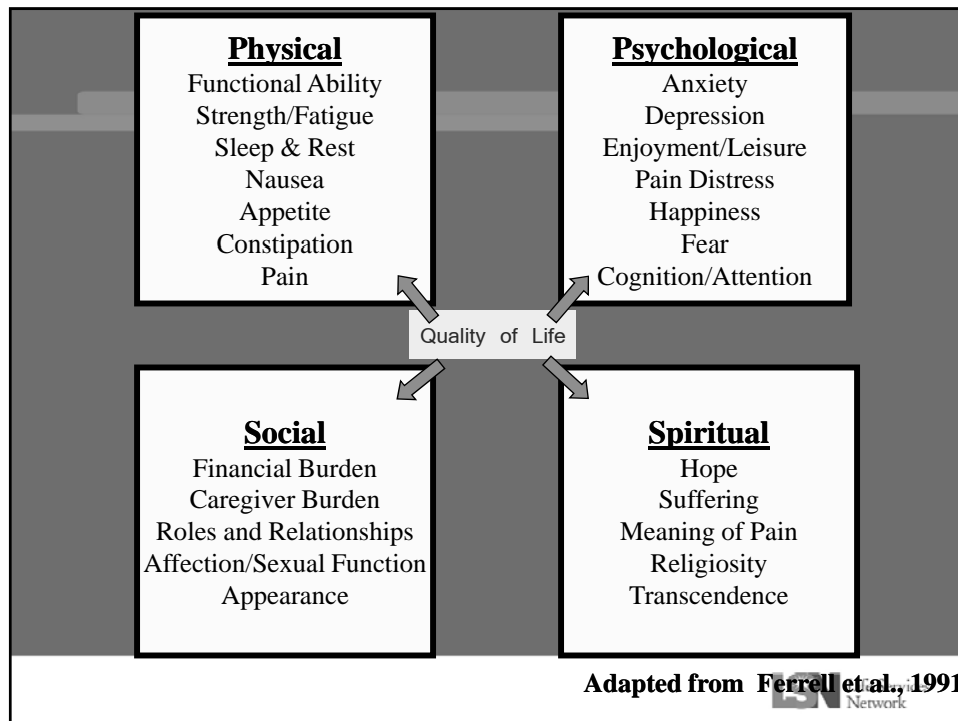 Physical
Functional Ability
Strength/Fatigue
Sleep & Rest
Nausea
Appetite
Constipation
Pain
Psychological
Anxiety
Depression
Enjoyment/Leisure
Pain Distress
Happiness
Fear
Cognition/Attention
Quality of Life
Social
Financial Burden
Caregiver Burden
Roles and Relationships
Affection/Sexual Function
Appearance
Spiritual
Hope
Suffering
Meaning of Pain
Religiosity
Transcendence
Adapted from Ferrell et al., 1991
Network